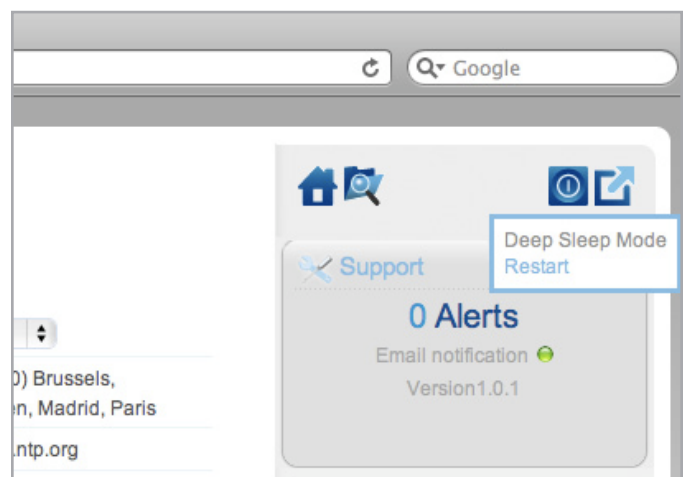 Google
Deep Sleep Mode
Restart
Support
0 Alerts
Email notification
Version1.0.1
0) Brussels,
en, Madrid, Paris
.ntp.org